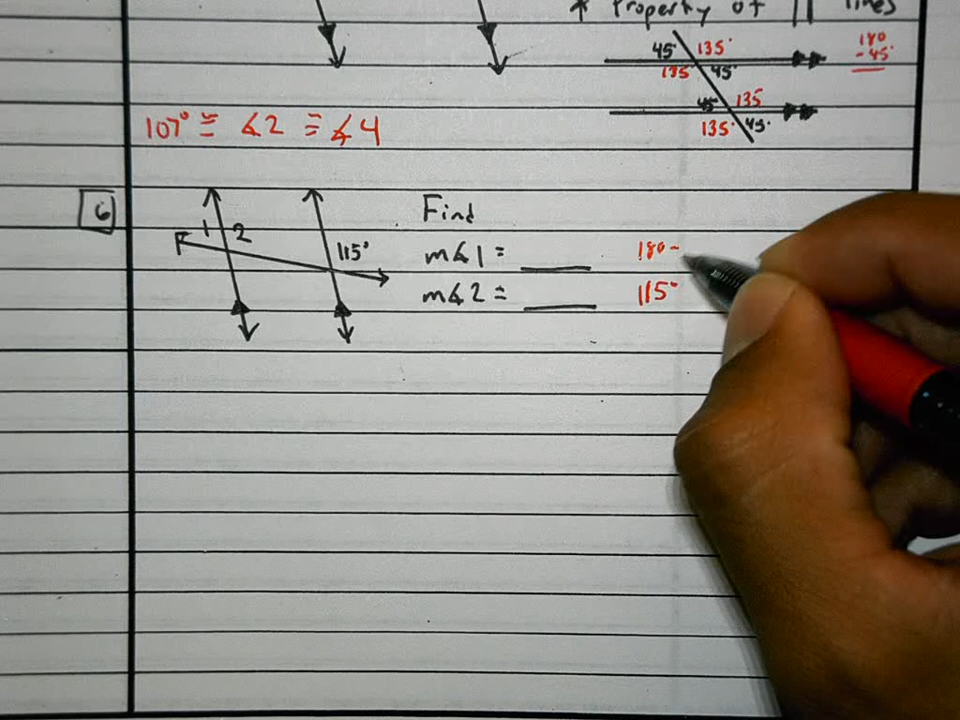 * Property of || lines
45° 135°
135 45°
45° 135
135° 45°
180
-45°
107° ≅ ∡2 ≅ ∡4
6
1 2
115°
Find
m∡1 = ____ 180-
m∡2 = ____ 115°